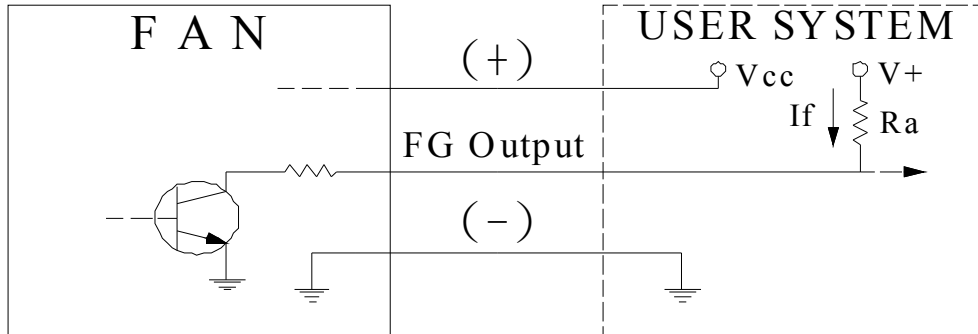 F A N
USER SYSTEM
(+)
Vcc
V+
If
Ra
FG Output
(-)